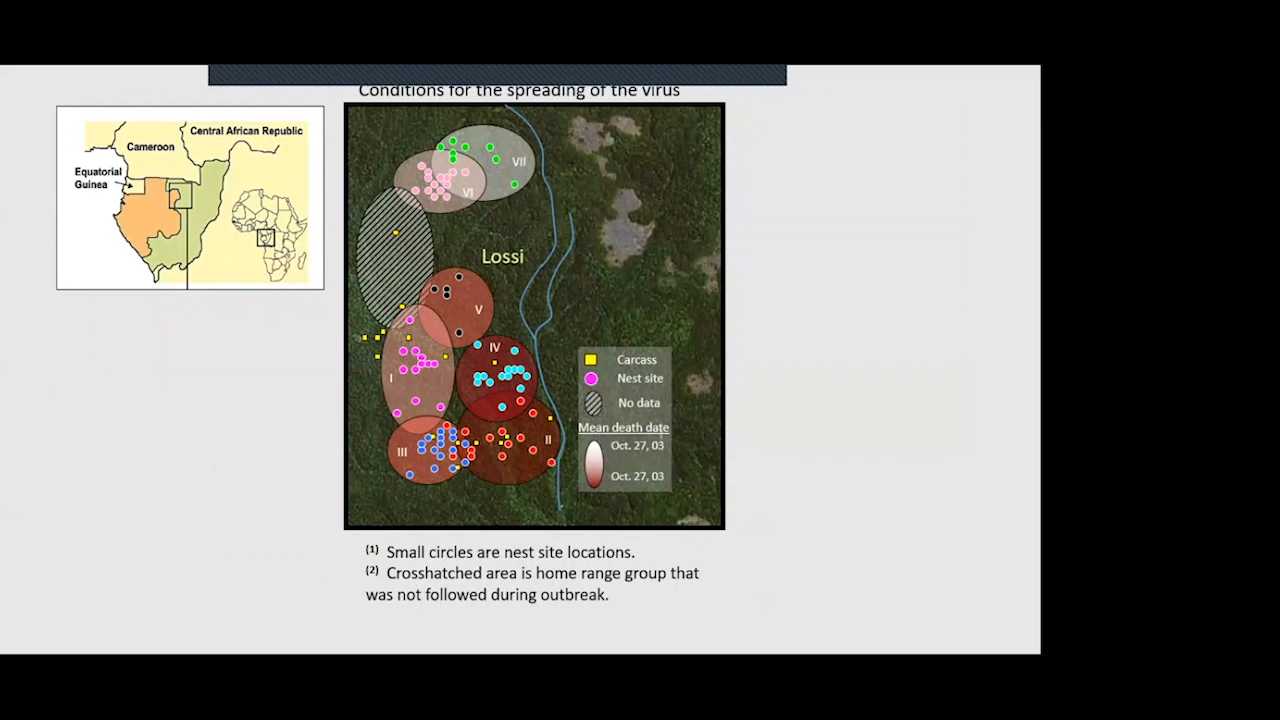 Conditions for the spreading of the virus
Central African Republic
Cameroon
Equatorial
Guinea
VII
VI
Lossi
V
IV
I
III
II
Carcass
Nest site
No data
Mean death date
Oct. 27, 03
Oct. 27, 03
(1) Small circles are nest site locations.
(2) Crosshatched area is home range group that
was not followed during outbreak.